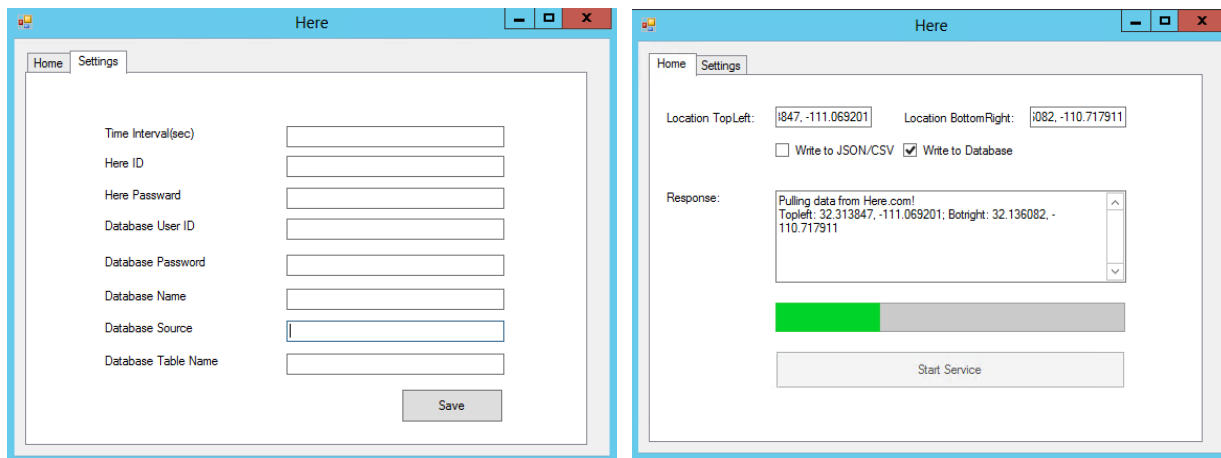 Here
Home Settings
Time Interval(sec)
Here ID
Here Password
Database User ID
Database Password
Database Name
Database Source
Database Table Name
Save
Here
Home Settings
Location TopLeft: 847, -111.069201 Location BottomRight: 082, -110.717911
Write to JSON/CSV Write to Database
Response:
Pulling data from Here.com!
Topleft: 32.313847, -111.069201; Botright: 32.136082, -
110.717911
Start Service